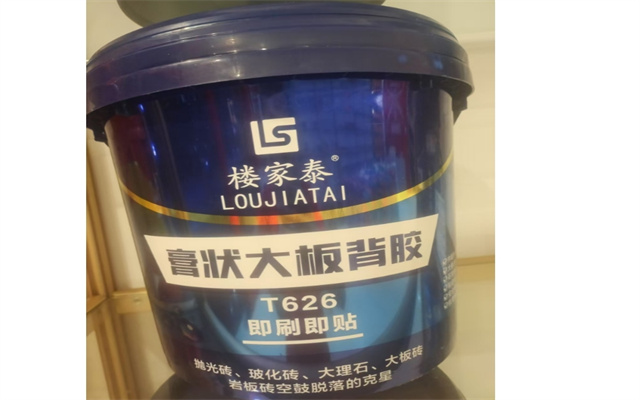 LS
楼家泰®
LOUJIATAI
膏状大板背胶
T626
即刷即贴
抛光砖、玻化砖、大理石、大板砖
岩板砖空鼓脱落的克星